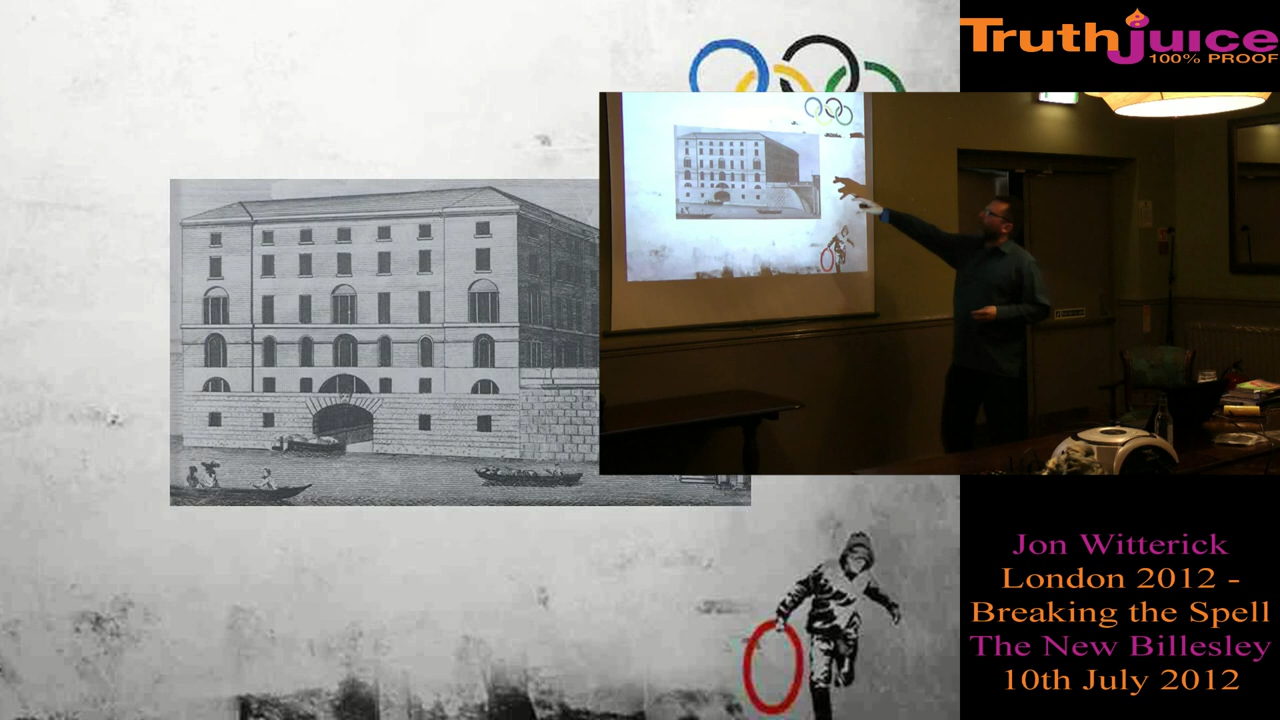 Truthjuice
100% PROOF
Jon Witterick
London 2012 -
Breaking the Spell
The New Billesley
10th July 2012